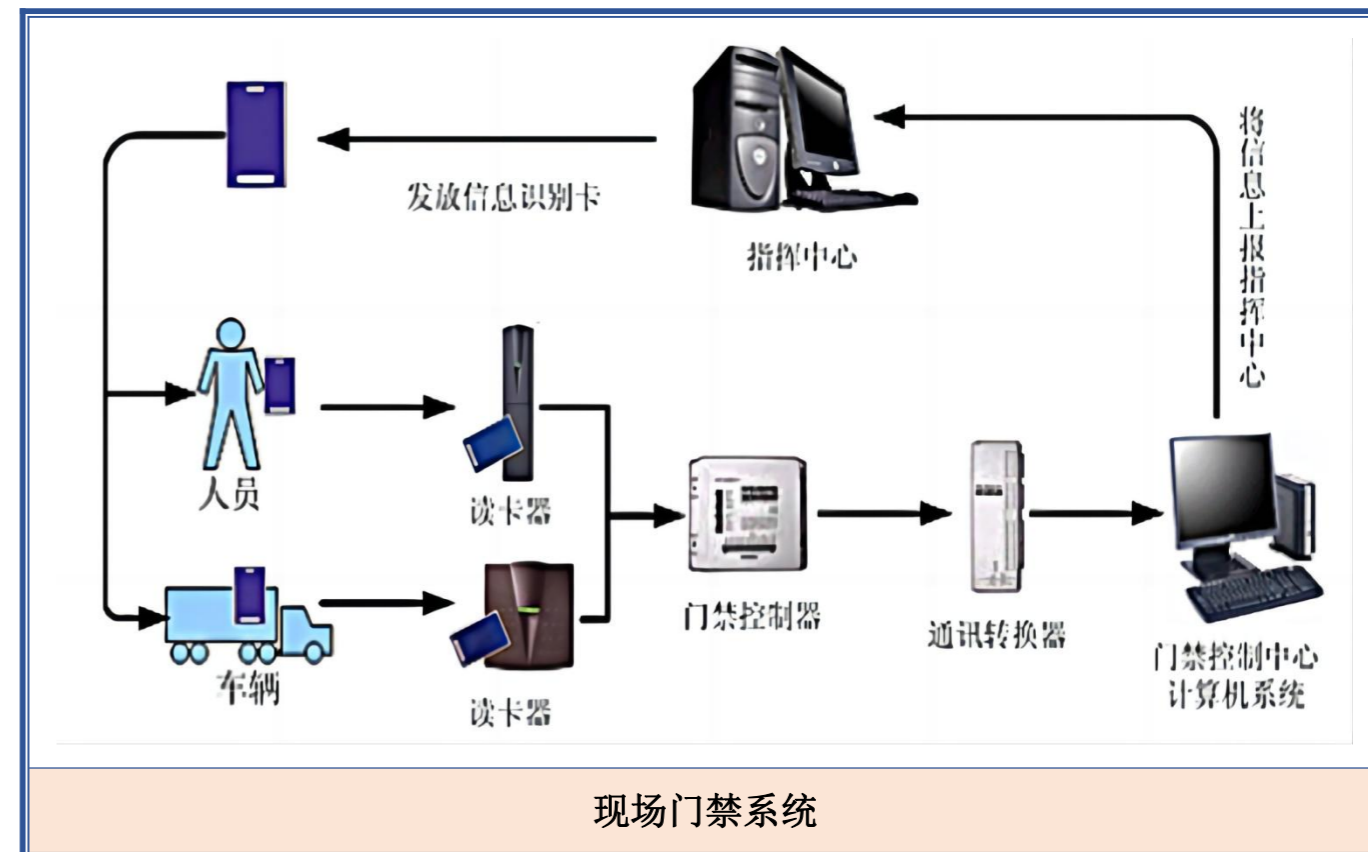 发放信息识别卡
指挥中心
将信息上报指挥中心
人员
读卡器
车辆
读卡器
门禁控制器
通讯转换器
门禁控制中心
计算机系统
现场门禁系统